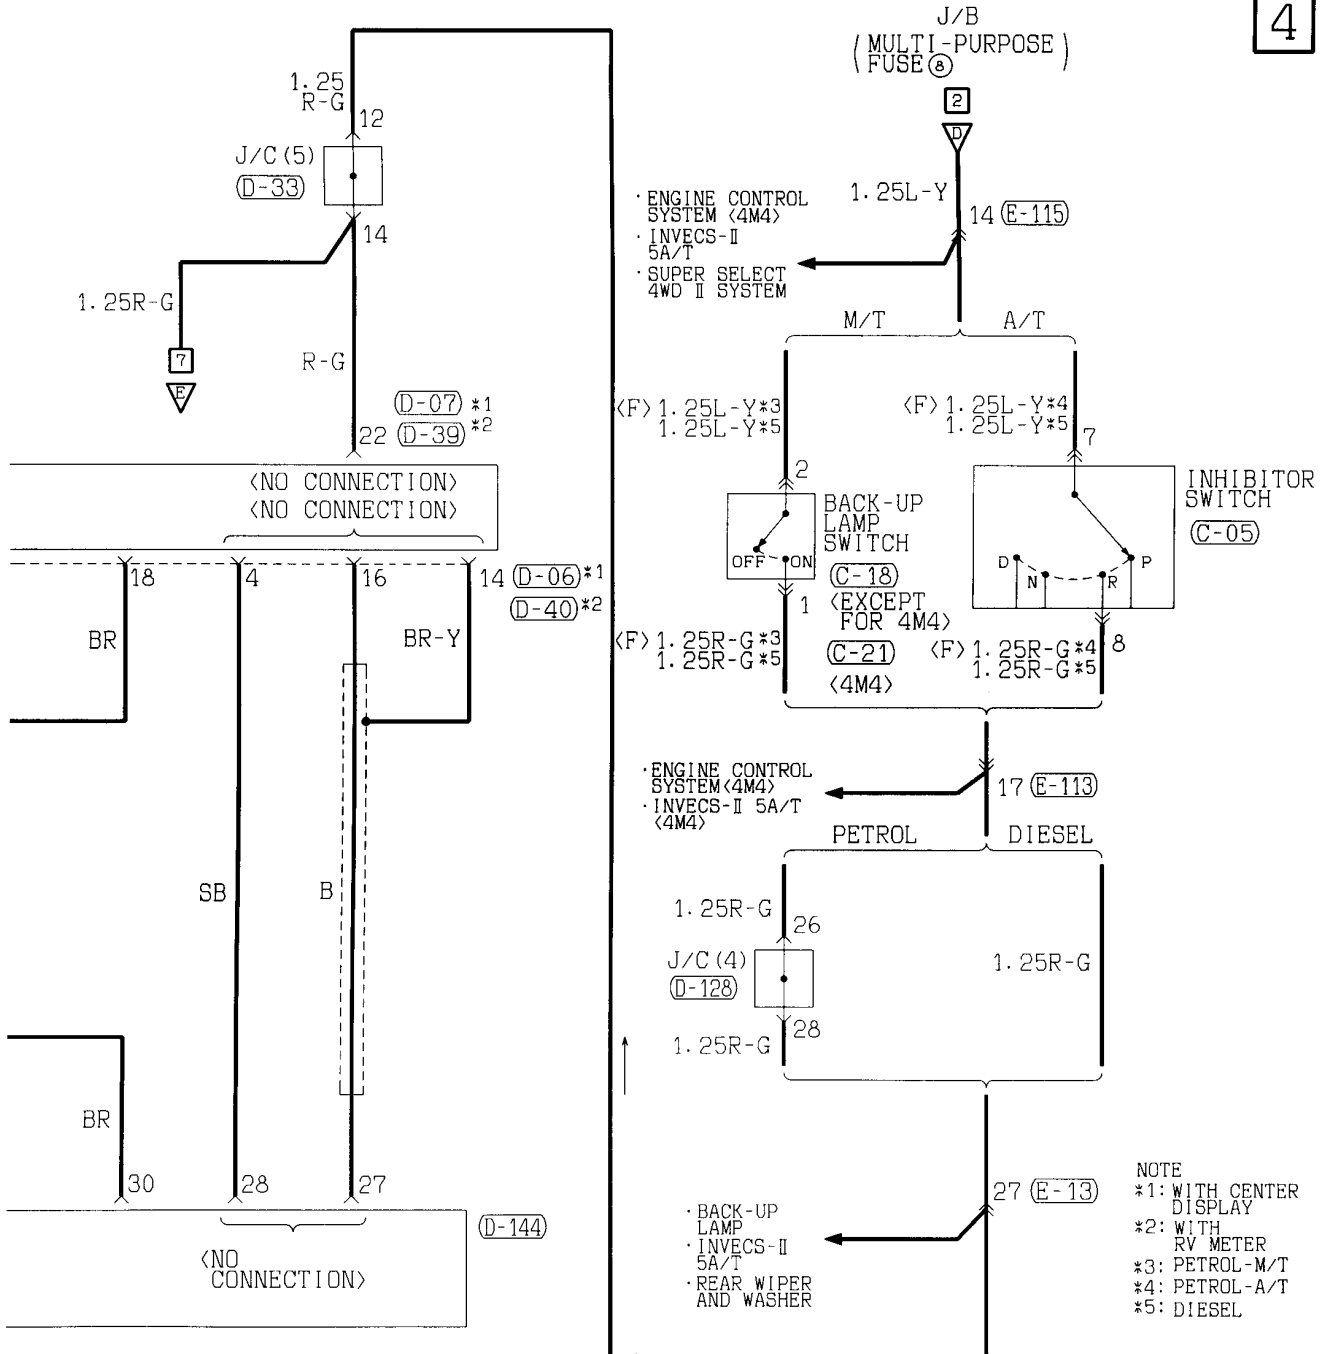 4
J/B
(MULTI-PURPOSE
FUSE⑧)
2
D
1.25
R-G
12
J/C(5)
D-33
14
1.25R-G
7
E
R-G
D-07 *1
22 D-39 *2
<NO CONNECTION>
<NO CONNECTION>
18
4
16
14 D-06 *1
D-40 *2
BR
BR-Y
SB
B
BR
30
28
27
D-144
<NO
CONNECTION>
1.25L-Y
14 E-115
·ENGINE CONTROL
SYSTEM <4M4>
·INVECS-Ⅱ
5A/T
·SUPER SELECT
4WD Ⅱ SYSTEM
M/T
A/T
<F>1.25L-Y*3
1.25L-Y*5
<F>1.25L-Y*4
1.25L-Y*5
2
7
BACK-UP
LAMP
SWITCH
OFF
ON
C-18
<EXCEPT
FOR 4M4>
C-21
<4M4>
1
INHIBITOR
SWITCH
C-05
D
N
R
P
8
<F>1.25R-G*3
1.25R-G*5
<F>1.25R-G*4
1.25R-G*5
·ENGINE CONTROL
SYSTEM<4M4>
·INVECS-Ⅱ 5A/T
<4M4>
17 E-113
PETROL
DIESEL
1.25R-G
26
J/C(4)
D-128
28
1.25R-G
1.25R-G
27 E-13
·BACK-UP
LAMP
·INVECS-Ⅱ
5A/T
·REAR WIPER
AND WASHER
NOTE
*1: WITH CENTER
DISPLAY
*2: WITH
RV METER
*3: PETROL-M/T
*4: PETROL-A/T
*5: DIESEL